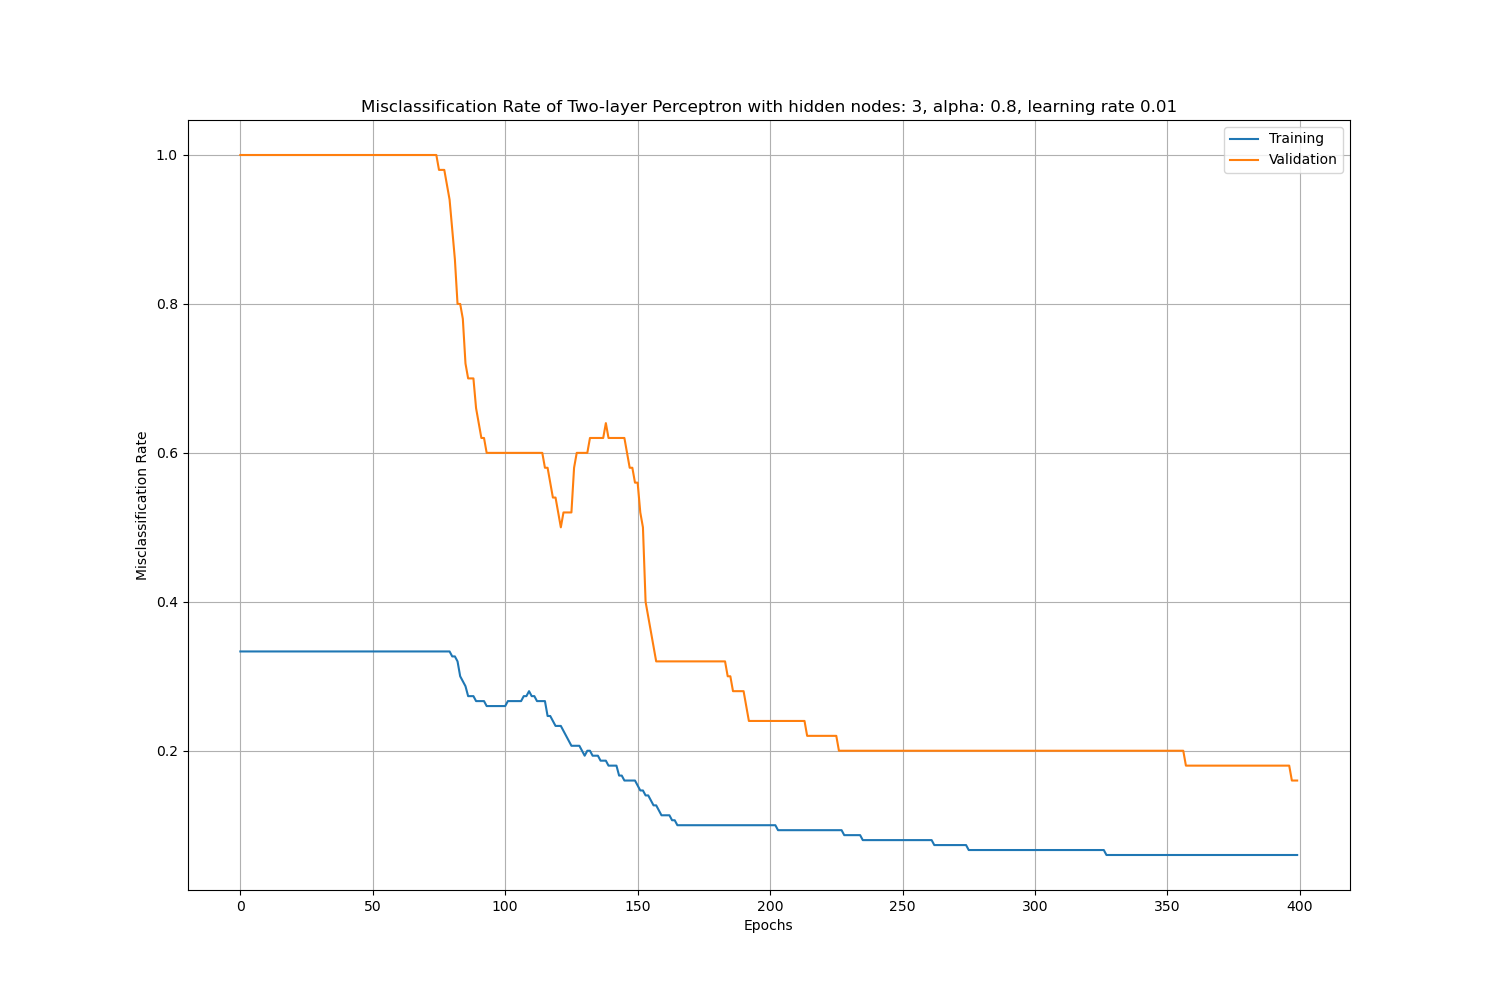 Misclassification Rate of Two-layer Perceptron with hidden nodes: 3, alpha: 0.8, learning rate 0.01
Training
Validation
1.0
0.8
0.6
0.4
0.2
Misclassification Rate
0 50 100 150 200 250 300 350 400
Epochs